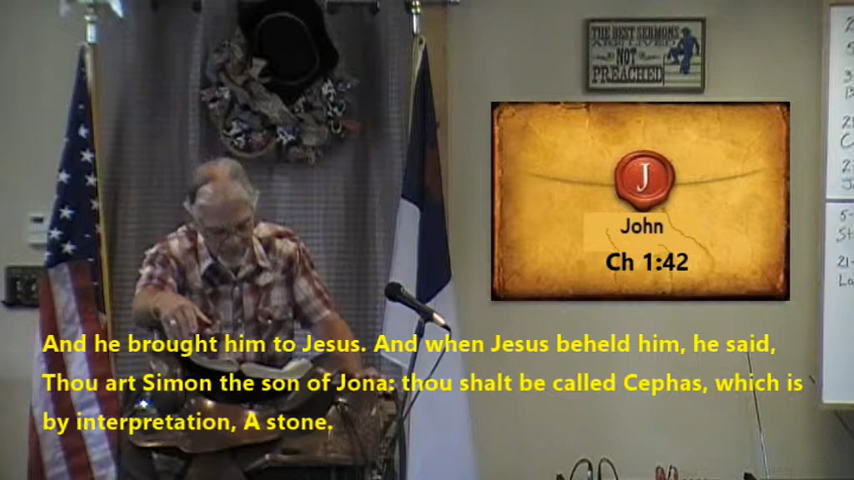 THE BEST SERMONS
ARE LIVED
NOT
PREACHED
J
John
Ch 1:42
And he brought him to Jesus. And when Jesus beheld him, he said,
Thou art Simon the son of Jona: thou shalt be called Cephas, which is
by interpretation, A stone.